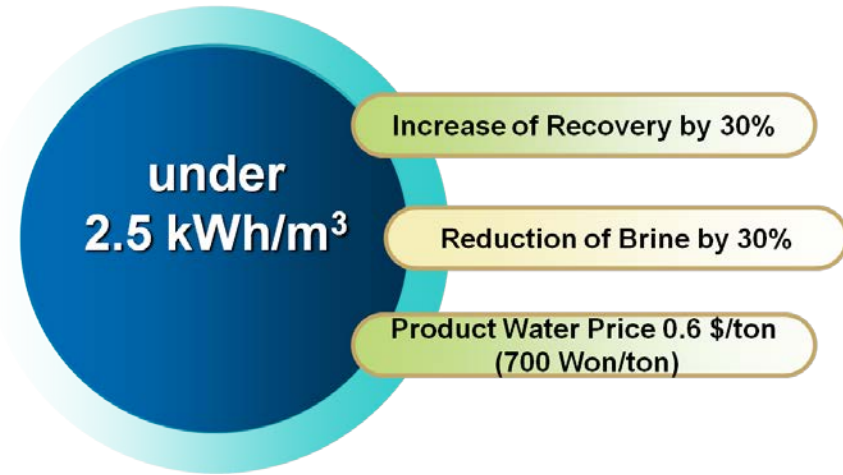 under
2.5 kWh/m³
Increase of Recovery by 30%
Reduction of Brine by 30%
Product Water Price 0.6 $/ton
(700 Won/ton)